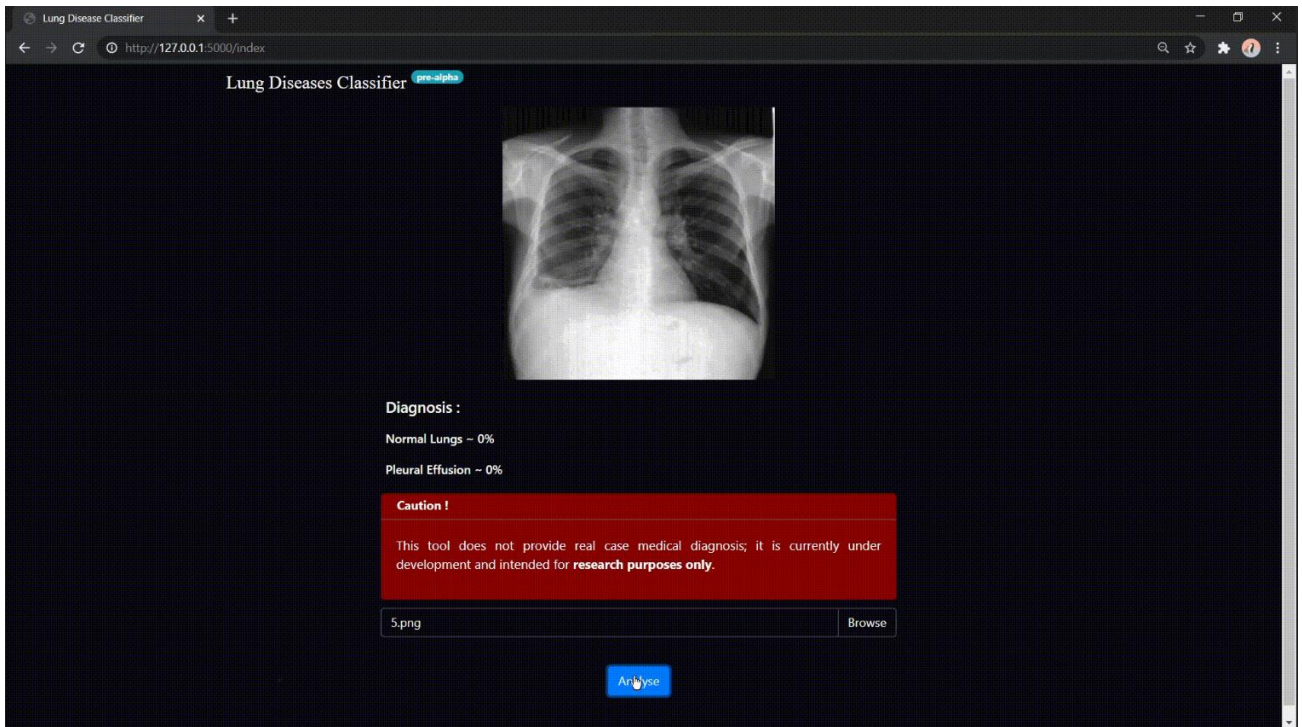 Lung Disease Classifier
http://127.0.0.1:5000/index
Lung Diseases Classifier pre-alpha
Diagnosis :
Normal Lungs ~ 0%
Pleural Effusion ~ 0%
Caution !
This tool does not provide real case medical diagnosis; it is currently under
development and intended for research purposes only.
5.png Browse
Analyse